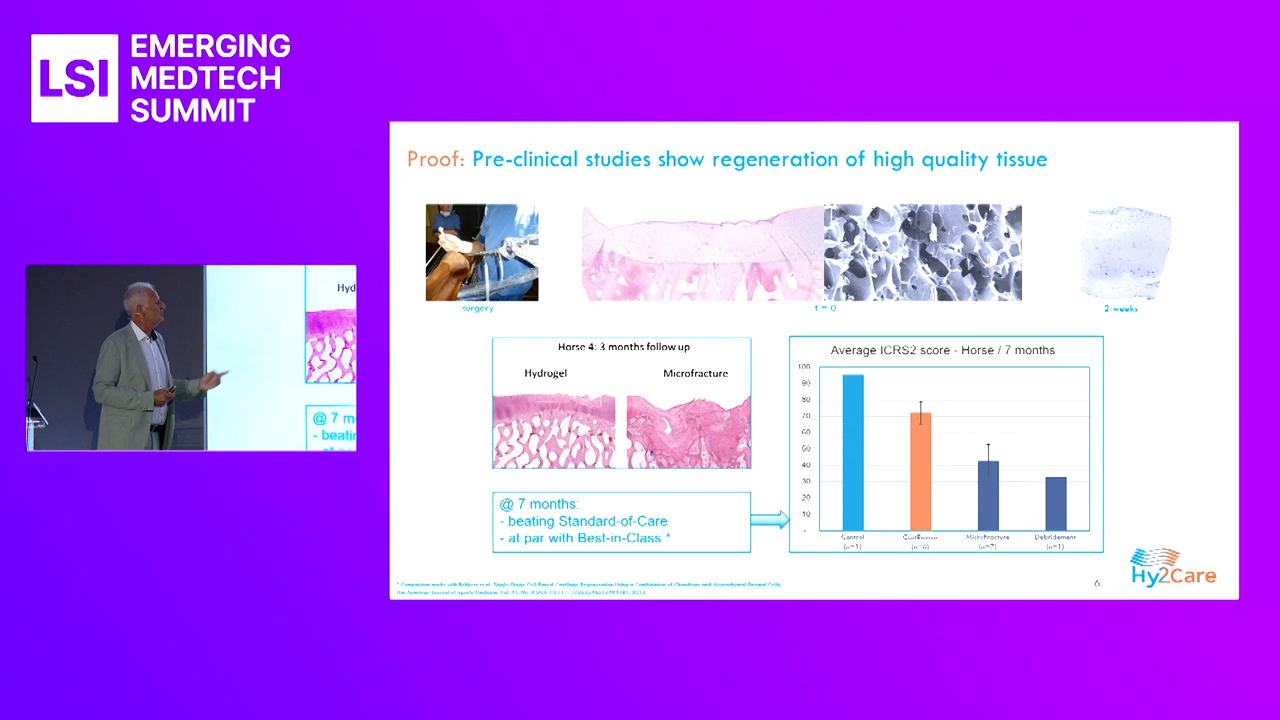 LSI
EMERGING
MEDTECH
SUMMIT
Proof: Pre-clinical studies show regeneration of high quality tissue
surgery
t = 0
2 weeks
Horse 4: 3 months follow up
Hydrogel
Microfracture
@ 7 months:
- beating Standard-of-Care
- at par with Best-in-Class *
Average ICRS2 score - Horse / 7 months
100
90
80
70
60
50
40
30
20
10
-
Control
(n=1)
(n=6)
MicroFracture
(n=7)
Debridement
(n=1)
6
Hy2Care
Hyd
@ 7 m
- beatin